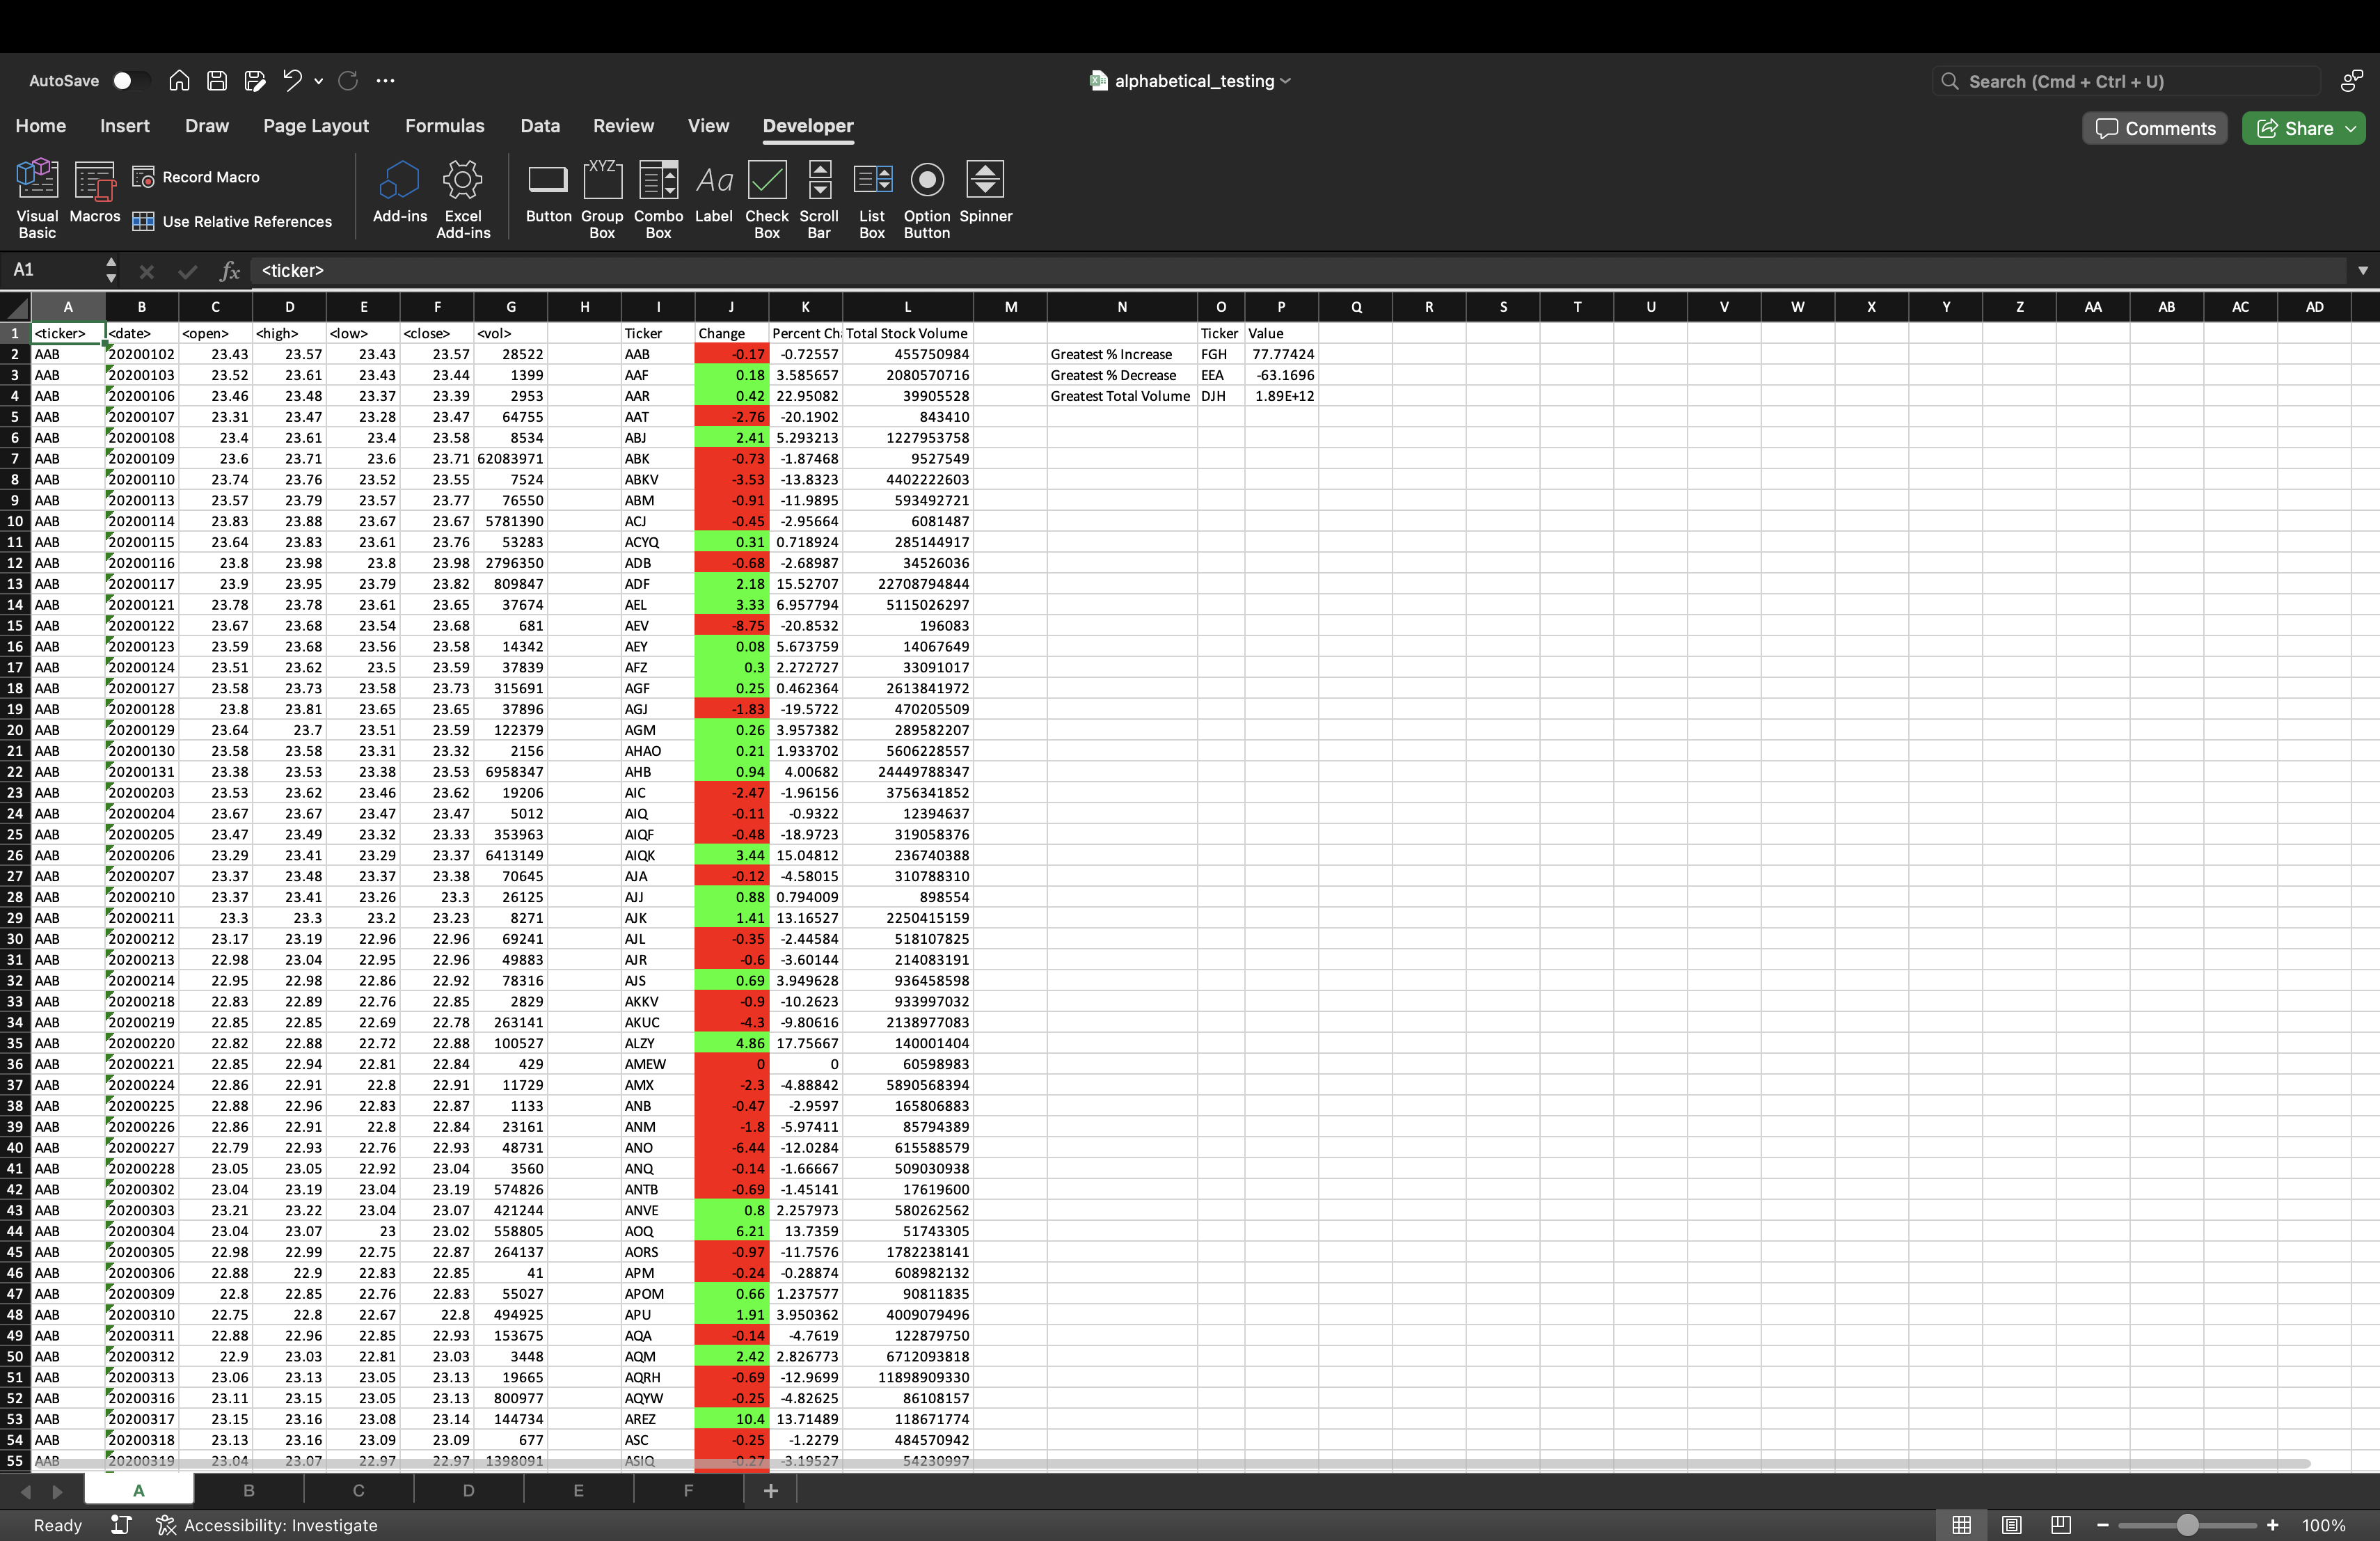 AutoSave
alphabetical_testing
Search (Cmd + Ctrl + U)
Home Insert Draw Page Layout Formulas Data Review View Developer
Comments Share
Visual Basic Macros Record Macro Use Relative References Add-ins Excel Add-ins Button XYZ Group Box Combo Box Aa Label Check Box Scroll Bar List Box Option Button Spinner
A1 fx <ticker>
A B C D E F G H I J K L M N O P Q R S T U V W X Y Z AA AB AC AD
1 <ticker> <date> <open> <high> <low> <close> <vol> Ticker Change Percent Ch Total Stock Volume Ticker Value
2 AAB 20200102 23.43 23.57 23.43 23.57 28522 AAB -0.17 -0.72557 455750984 Greatest % Increase FGH 77.77424
3 AAB 20200103 23.52 23.61 23.43 23.44 1399 AAF 0.18 3.585657 2080570716 Greatest % Decrease EEA -63.1696
4 AAB 20200106 23.46 23.48 23.37 23.39 2953 AAR 0.42 22.95082 39905528 Greatest Total Volume DJH 1.89E+12
5 AAB 20200107 23.31 23.47 23.28 23.47 64755 AAT -2.76 -20.1902 843410
6 AAB 20200108 23.4 23.61 23.4 23.58 8534 ABJ 2.41 5.293213 1227953758
7 AAB 20200109 23.6 23.71 23.6 23.71 62083971 ABK -0.73 -1.87468 9527549
8 AAB 20200110 23.74 23.76 23.52 23.55 7524 ABKV -3.53 -13.8323 4402222603
9 AAB 20200113 23.57 23.79 23.57 23.77 76550 ABM -0.91 -11.9895 593492721
10 AAB 20200114 23.83 23.88 23.67 23.67 5781390 ACJ -0.45 -2.95664 6081487
11 AAB 20200115 23.64 23.83 23.61 23.76 53283 ACYQ 0.31 0.718924 285144917
12 AAB 20200116 23.8 23.98 23.8 23.98 2796350 ADB -0.68 -2.68987 34526036
13 AAB 20200117 23.9 23.95 23.79 23.82 809847 ADF 2.18 15.52707 22708794844
14 AAB 20200121 23.78 23.78 23.61 23.65 37674 AEL 3.33 6.957794 5115026297
15 AAB 20200122 23.67 23.68 23.54 23.68 681 AEV -8.75 -20.8532 196083
16 AAB 20200123 23.59 23.68 23.56 23.58 14342 AEY 0.08 5.673759 14067649
17 AAB 20200124 23.51 23.62 23.5 23.59 37839 AFZ 0.3 2.272727 33091017
18 AAB 20200127 23.58 23.73 23.58 23.73 315691 AGF 0.25 0.462364 2613841972
19 AAB 20200128 23.8 23.81 23.65 23.65 37896 AGJ -1.83 -19.5722 470205509
20 AAB 20200129 23.64 23.7 23.51 23.59 122379 AGM 0.26 3.957382 289582207
21 AAB 20200130 23.58 23.58 23.31 23.32 2156 AHAO 0.21 1.933702 5606228557
22 AAB 20200131 23.38 23.53 23.38 23.53 6958347 AHB 0.94 4.00682 24449788347
23 AAB 20200203 23.53 23.62 23.46 23.62 19206 AIC -2.47 -1.96156 3756341852
24 AAB 20200204 23.67 23.67 23.47 23.47 5012 AIQ -0.11 -0.9322 12394637
25 AAB 20200205 23.47 23.49 23.32 23.33 353963 AIQF -0.48 -18.9723 319058376
26 AAB 20200206 23.29 23.41 23.29 23.37 6413149 AIQK 3.44 15.04812 236740388
27 AAB 20200207 23.37 23.48 23.37 23.38 70645 AJA -0.12 -4.58015 310788310
28 AAB 20200210 23.37 23.41 23.26 23.3 26125 AJJ 0.88 0.794009 898554
29 AAB 20200211 23.3 23.3 23.2 23.23 8271 AJK 1.41 13.16527 2250415159
30 AAB 20200212 23.17 23.19 22.96 22.96 69241 AJL -0.35 -2.44584 518107825
31 AAB 20200213 22.98 23.04 22.95 22.96 49883 AJR -0.6 -3.60144 214083191
32 AAB 20200214 22.95 22.98 22.86 22.92 78316 AJS 0.69 3.949628 936458598
33 AAB 20200218 22.83 22.89 22.76 22.85 2829 AKKV -0.9 -10.2623 933997032
34 AAB 20200219 22.85 22.85 22.69 22.78 263141 AKUC -4.3 -9.80616 2138977083
35 AAB 20200220 22.82 22.88 22.72 22.88 100527 ALZY 4.86 17.75667 140001404
36 AAB 20200221 22.85 22.94 22.81 22.84 429 AMEW 0 0 60598983
37 AAB 20200224 22.86 22.91 22.8 22.91 11729 AMX -2.3 -4.88842 5890568394
38 AAB 20200225 22.88 22.96 22.83 22.87 1133 ANB -0.47 -2.9597 165806883
39 AAB 20200226 22.86 22.91 22.8 22.84 23161 ANM -1.8 -5.97411 85794389
40 AAB 20200227 22.79 22.93 22.76 22.93 48731 ANO -6.44 -12.0284 615588579
41 AAB 20200228 23.05 23.05 22.92 23.04 3560 ANQ -0.14 -1.66667 509030938
42 AAB 20200302 23.04 23.19 23.04 23.19 574826 ANTB -0.69 -1.45141 17619600
43 AAB 20200303 23.21 23.22 23.04 23.07 421244 ANVE 0.8 2.257973 580262562
44 AAB 20200304 23.04 23.07 23 23.02 558805 AOQ 6.21 13.7359 51743305
45 AAB 20200305 22.98 22.99 22.75 22.87 264137 AORS -0.97 -11.7576 1782238141
46 AAB 20200306 22.88 22.9 22.83 22.85 41 APM -0.24 -0.28874 608982132
47 AAB 20200309 22.8 22.85 22.76 22.83 55027 APOM 0.66 1.237577 90811835
48 AAB 20200310 22.75 22.8 22.67 22.8 494925 APU 1.91 3.950362 4009079496
49 AAB 20200311 22.88 22.96 22.85 22.93 153675 AQA -0.14 -4.7619 122879750
50 AAB 20200312 22.9 23.03 22.81 23.03 3448 AQM 2.42 2.826773 6712093818
51 AAB 20200313 23.06 23.13 23.05 23.13 19665 AQRH -0.69 -12.9699 11898909330
52 AAB 20200316 23.11 23.15 23.05 23.13 800977 AQYW -0.25 -4.82625 86108157
53 AAB 20200317 23.15 23.16 23.08 23.14 144734 AREZ 10.4 13.71489 118671774
54 AAB 20200318 23.13 23.16 23.09 23.09 677 ASC -0.25 -1.2279 484570942
55 AAB 20200319 23.04 23.07 22.97 22.97 1398091 ASIQ -0.27 -3.19527 54230997
A B C D E F
Ready Accessibility: Investigate 100%